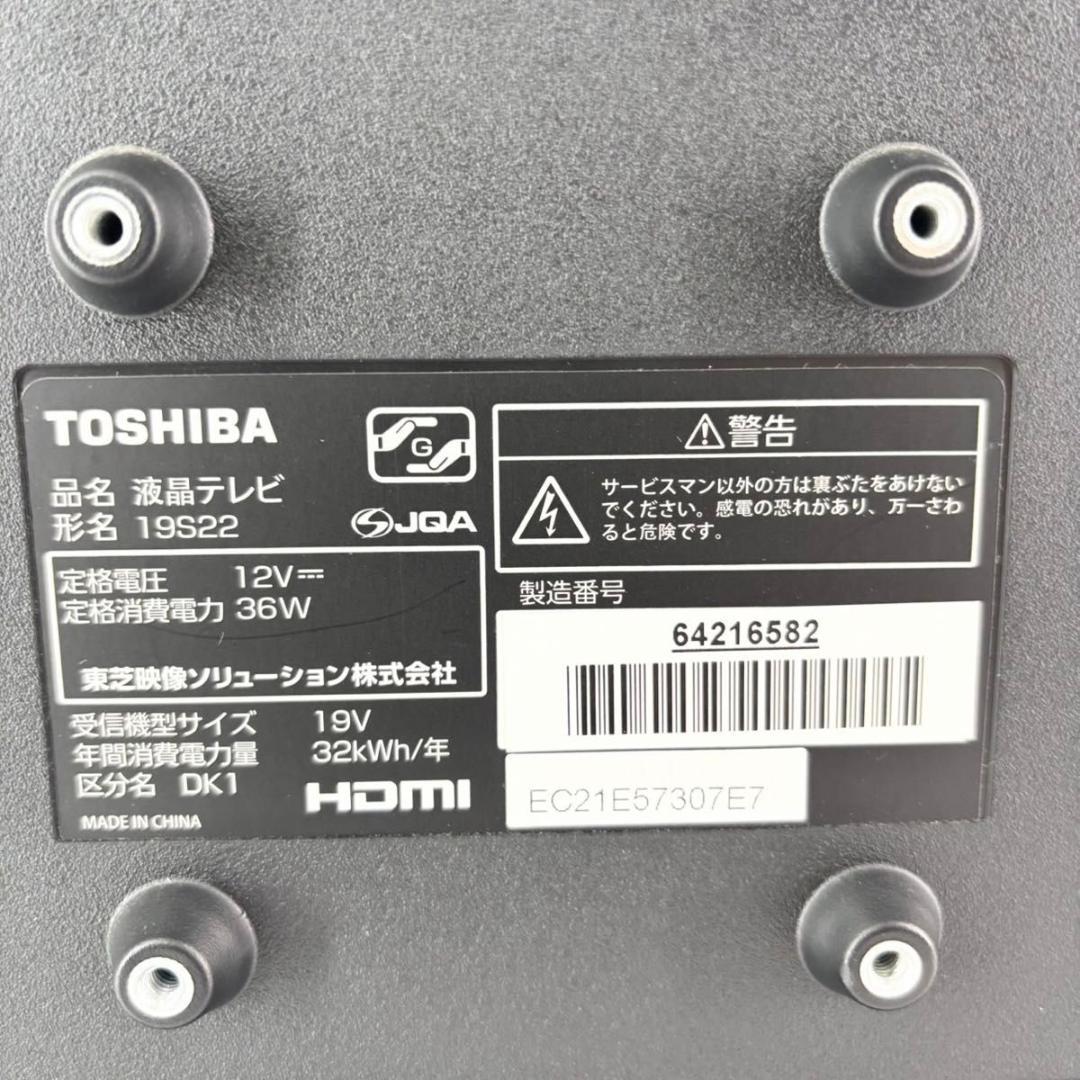 TOSHIBA
G
品名 液晶テレビ
形名 19S22
JQA
定格電圧 12V⎓
定格消費電力 36W
東芝映像ソリューション株式会社
受信機型サイズ 19V
年間消費電力量 32kWh/年
区分名 DK1
HDMI
MADE IN CHINA
警告
サービスマン以外の方は裏ぶたをあけない
でください。感電の恐れがあり、万一さわ
ると危険です。
製造番号
64216582
EC21E57307E7